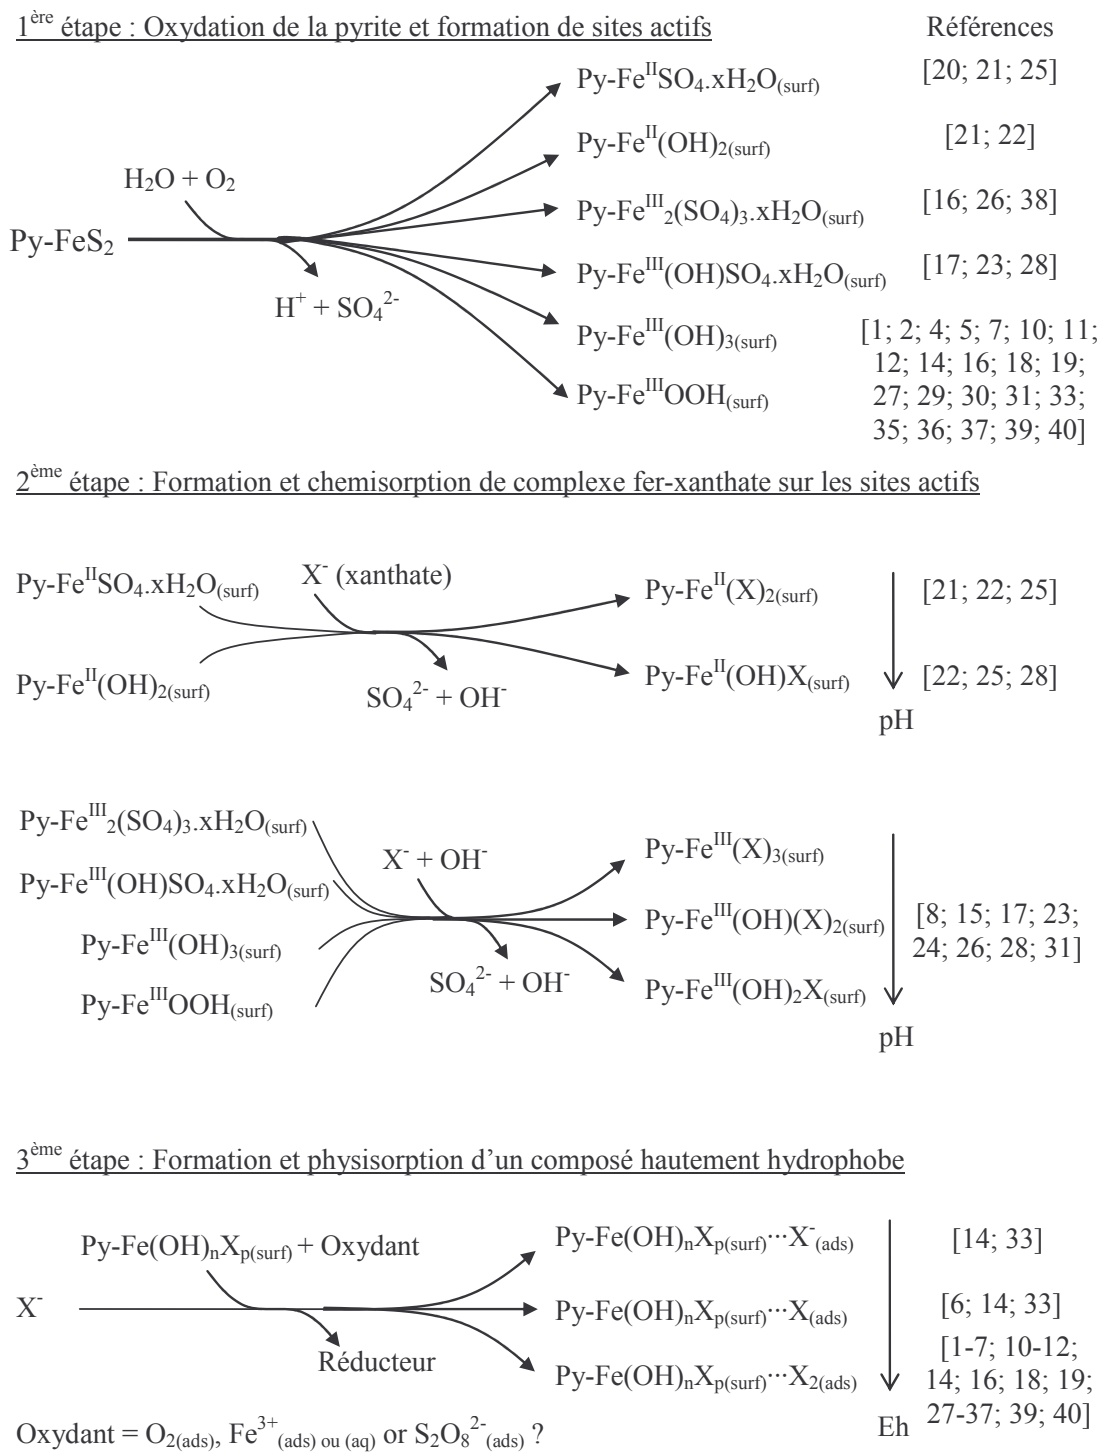 1ère étape : Oxydation de la pyrite et formation de sites actifs Références
Py-FeᴵᴵSO₄.xH₂O(surf) [20; 21; 25]
Py-Feᴵᴵ(OH)₂(surf) [21; 22]
H₂O + O₂
Py-Feᴵᴵᴵ₂(SO₄)₃.xH₂O(surf) [16; 26; 38]
Py-FeS₂
Py-Feᴵᴵᴵ(OH)SO₄.xH₂O(surf) [17; 23; 28]
H⁺ + SO₄²⁻
Py-Feᴵᴵᴵ(OH)₃(surf)
Py-FeᴵᴵᴵOOH(surf)
[1; 2; 4; 5; 7; 10; 11;
12; 14; 16; 18; 19;
27; 29; 30; 31; 33;
35; 36; 37; 39; 40]
2ème étape : Formation et chemisorption de complexe fer-xanthate sur les sites actifs
Py-FeᴵᴵSO₄.xH₂O(surf) X⁻ (xanthate) Py-Feᴵᴵ(X)₂(surf) [21; 22; 25]
Py-Feᴵᴵ(OH)₂(surf) SO₄²⁻ + OH⁻ Py-Feᴵᴵ(OH)X(surf) [22; 25; 28]
pH
Py-Feᴵᴵᴵ₂(SO₄)₃.xH₂O(surf)
X⁻ + OH⁻ Py-Feᴵᴵᴵ(X)₃(surf)
Py-Feᴵᴵᴵ(OH)SO₄.xH₂O(surf)
Py-Feᴵᴵᴵ(OH)(X)₂(surf) [8; 15; 17; 23;
24; 26; 28; 31]
Py-Feᴵᴵᴵ(OH)₃(surf)
SO₄²⁻ + OH⁻ Py-Feᴵᴵᴵ(OH)₂X(surf)
Py-FeᴵᴵᴵOOH(surf)
pH
3ème étape : Formation et physisorption d’un composé hautement hydrophobe
Py-Fe(OH)ₙXₚ(surf) + Oxydant Py-Fe(OH)ₙXₚ(surf)···X⁻(ads) [14; 33]
X⁻ Py-Fe(OH)ₙXₚ(surf)···X(ads) [6; 14; 33]
Réducteur Py-Fe(OH)ₙXₚ(surf)···X₂(ads)
[1-7; 10-12;
14; 16; 18; 19;
27-37; 39; 40]
Eh
Oxydant = O₂(ads), Fe³⁺(ads) ou (aq) or S₂O₈²⁻(ads) ?